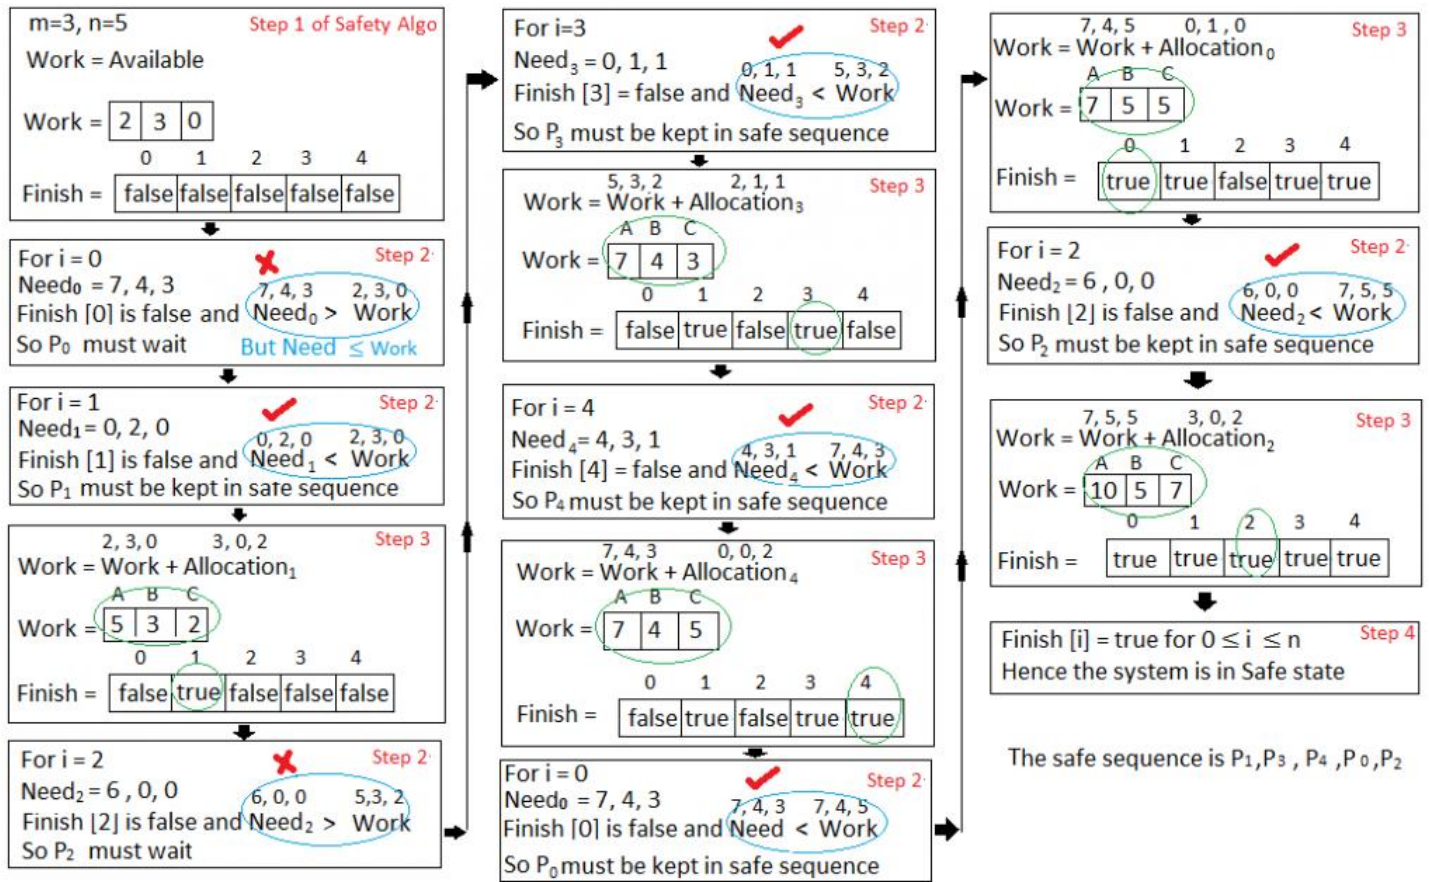 m=3, n=5 Step 1 of Safety Algo
Work = Available
Work = 2 3 0
0 1 2 3 4
Finish = false false false false false
For i = 0 Step 2
Need₀ = 7, 4, 3
7, 4, 3 2, 3, 0
Finish [0] is false and Need₀ > Work
So P₀ must wait But Need ≤ Work
For i = 1 Step 2
Need₁ = 0, 2, 0
0, 2, 0 2, 3, 0
Finish [1] is false and Need₁ < Work
So P₁ must be kept in safe sequence
2, 3, 0 3, 0, 2 Step 3
Work = Work + Allocation₁
A B C
Work = 5 3 2
0 1 2 3 4
Finish = false true false false false
For i = 2 Step 2
Need₂ = 6 , 0, 0
6, 0, 0 5,3, 2
Finish [2] is false and Need₂ > Work
So P₂ must wait
For i=3 Step 2
Need₃ = 0, 1, 1
0, 1, 1 5, 3, 2
Finish [3] = false and Need₃ < Work
So P₃ must be kept in safe sequence
5, 3, 2 2, 1, 1 Step 3
Work = Work + Allocation₃
A B C
Work = 7 4 3
0 1 2 3 4
Finish = false true false true false
For i = 4 Step 2
Need₄ = 4, 3, 1
4, 3, 1 7, 4, 3
Finish [4] = false and Need₄ < Work
So P₄ must be kept in safe sequence
7, 4, 3 0, 0, 2 Step 3
Work = Work + Allocation₄
A B C
Work = 7 4 5
0 1 2 3 4
Finish = false true false true true
For i = 0 Step 2
Need₀ = 7, 4, 3
7, 4, 3 7, 4, 5
Finish [0] is false and Need < Work
So P₀ must be kept in safe sequence
7, 4, 5 0, 1 , 0 Step 3
Work = Work + Allocation₀
A B C
Work = 7 5 5
0 1 2 3 4
Finish = true true false true true
For i = 2 Step 2
Need₂ = 6 , 0, 0
6, 0, 0 7, 5, 5
Finish [2] is false and Need₂ < Work
So P₂ must be kept in safe sequence
7, 5, 5 3, 0, 2 Step 3
Work = Work + Allocation₂
A B C
Work = 10 5 7
0 1 2 3 4
Finish = true true true true true
Finish [i] = true for 0 ≤ i ≤ n Step 4
Hence the system is in Safe state
The safe sequence is P₁,P₃ , P₄ ,P₀,P₂